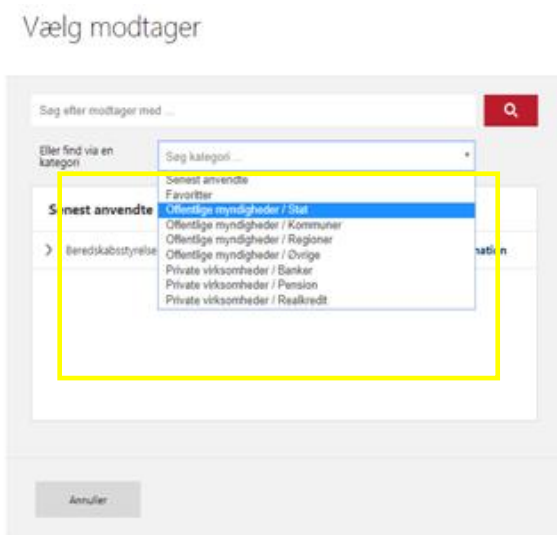 Vælg modtager
Søg efter modtager med ...
Eller find via en
kategori
Søg kategori ...
Senest anvendte
Favoritter
Offentlige myndigheder / Stat
Offentlige myndigheder / Kommuner
Offentlige myndigheder / Regioner
Offentlige myndigheder / Øvrige
Private virksomheder / Banker
Private virksomheder / Pension
Private virksomheder / Realkredit
Senest anvendte
Beredskabsstyrelse
mation
Annuller